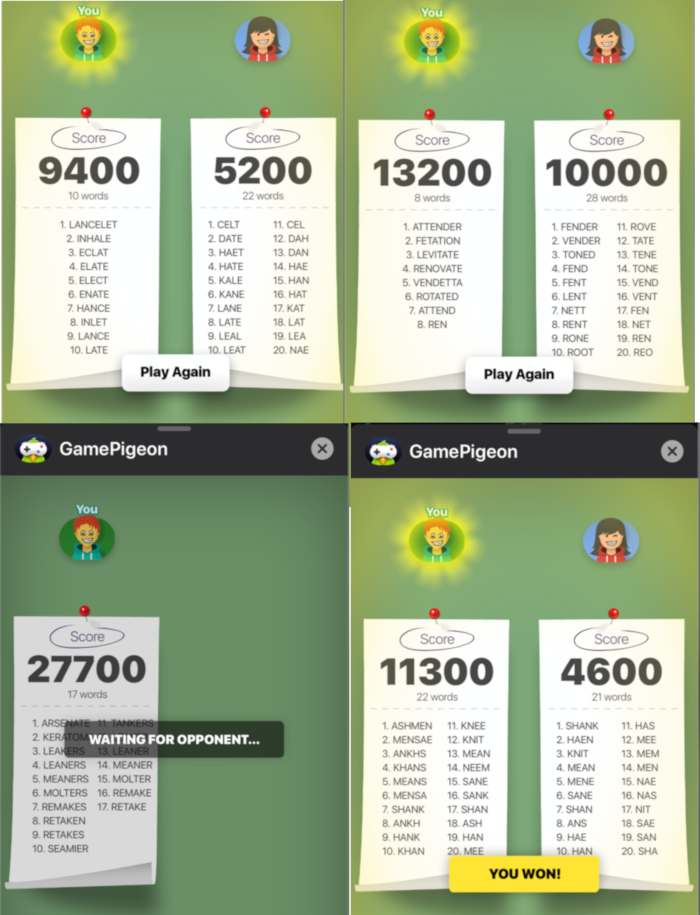 You
Score
9400
10 words
1. LANCELET
2. INHALE
3. ECLAT
4. ELATE
5. ELECT
6. ENATE
7. HANCE
8. INLET
9. LANCE
10. LATE
Score
5200
22 words
1. CELT 11. CEL
2. DATE 12. DAH
3. HAET 13. DAN
4. HATE 14. HAE
5. KALE 15. HAN
6. KANE 16. HAT
7. LANE 17. KAT
8. LATE 18. LAT
9. LEAL 19. LEA
10. LEAT 20. NAE
Play Again
You
Score
13200
8 words
1. ATTENDER
2. FETATION
3. LEVITATE
4. RENOVATE
5. VENDETTA
6. ROTATED
7. ATTEND
8. REN
Score
10000
28 words
1. FENDER 11. ROVE
2. VENDER 12. TATE
3. TONED 13. TENE
4. FEND 14. TONE
5. LEFT 15. VEND
6. LENT 16. VENT
7. NETT 17. FEN
8. RENT 18. NET
9. RONE 19. REN
10. ROOT 20. REO
Play Again
GamePigeon
You
Score
27700
17 words
1. ARSENATE 11. TANKERS
2. KERATOM
3. LEAKERS 13. LEANER
4. LEANERS 14. MEANER
5. MEANERS 15. MOLTER
6. MOLTERS 16. REMAKE
7. REMAKES 17. RETAKE
8. RETAKEN
9. RETAKES
10. SEAMIER
WAITING FOR OPPONENT...
GamePigeon
You
Score
11300
22 words
1. ASHMEN 11. KNEE
2. MENSAE 12. KNIT
3. ANKHS 13. MEAN
4. KHANS 14. NEEM
5. MEANS 15. SANE
6. MENSA 16. SANK
7. SHANK 17. SHAN
8. ANKH 18. ASH
9. HANK 19. HAN
10. KHAN 20. MEE
Score
4600
21 words
1. SHANK 11. HAS
2. HAEN 12. MEE
3. KNIT 13. MEM
4. MEAN 14. MEN
5. MENE 15. NAE
6. SANE 16. NAS
7. SHAN 17. NIT
8. ANS 18. SAE
9. HAE 19. SAN
10. HAN 20. SHA
YOU WON!